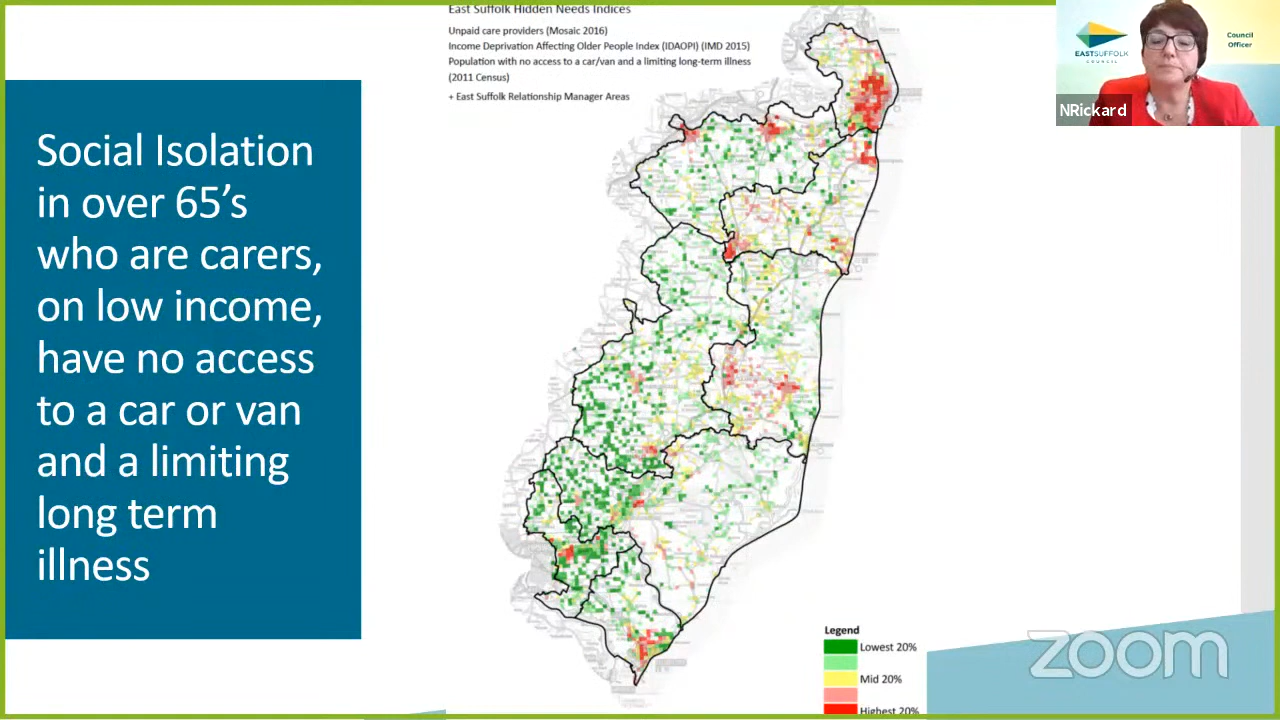 East Suffolk Hidden Needs Indices
Unpaid care providers (Mosaic 2016)
Income Deprivation Affecting Older People Index (IDAOPI) (IMD 2015)
Population with no access to a car/van and a limiting long-term illness
(2011 Census)
+ East Suffolk Relationship Manager Areas
EASTSUFFOLK
COUNCIL
Council
Officer
NRickard
Social Isolation
in over 65’s
who are carers,
on low income,
have no access
to a car or van
and a limiting
long term
illness
Legend
Lowest 20%
Mid 20%
Highest 20%
zoom